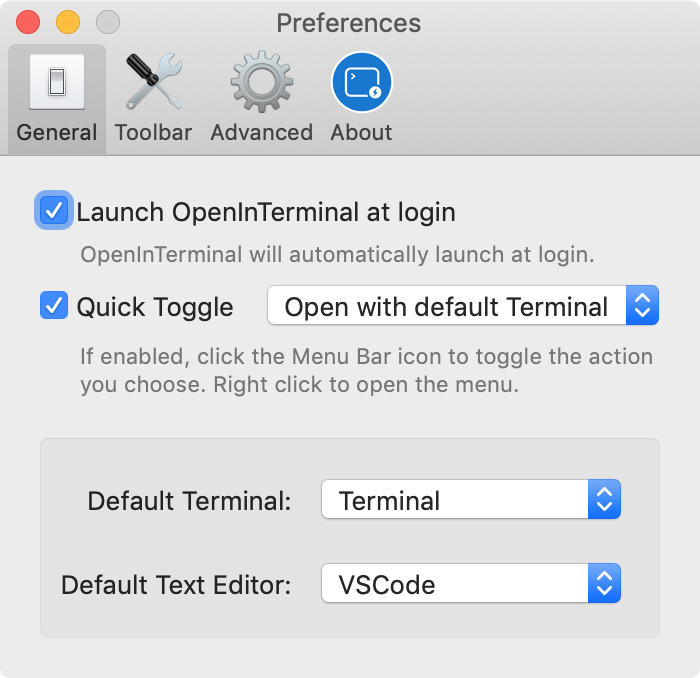 Preferences
General Toolbar Advanced About
Launch OpenInTerminal at login
OpenInTerminal will automatically launch at login.
Quick Toggle Open with default Terminal
If enabled, click the Menu Bar icon to toggle the action
you choose. Right click to open the menu.
Default Terminal: Terminal
Default Text Editor: VSCode